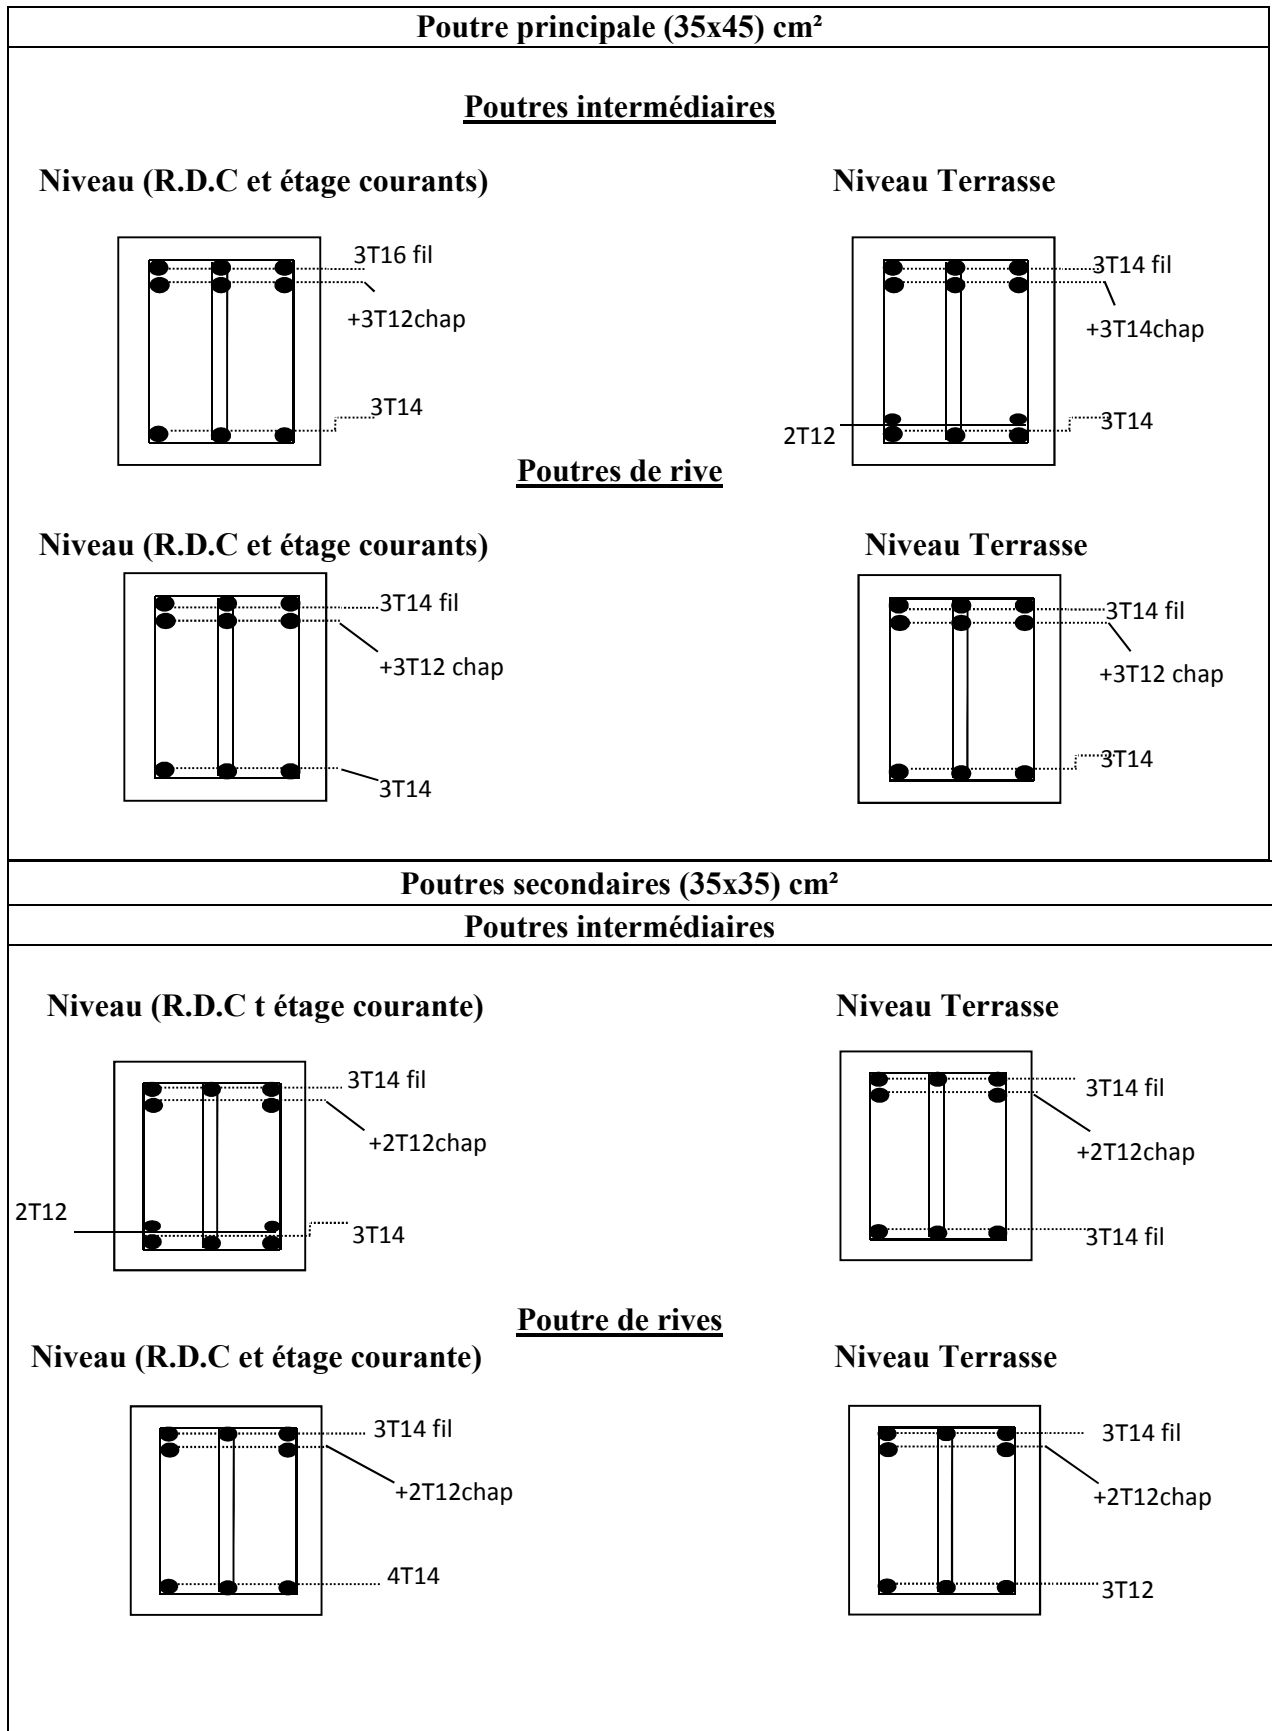 Poutre principale (35x45) cm²
Poutres intermédiaires
Niveau (R.D.C et étage courants)
Niveau Terrasse
3T16 fil
+3T12chap
3T14
3T14 fil
+3T14chap
3T14
2T12
Poutres de rive
Niveau (R.D.C et étage courants)
Niveau Terrasse
3T14 fil
+3T12 chap
3T14
3T14 fil
+3T12 chap
3T14
Poutres secondaires (35x35) cm²
Poutres intermédiaires
Niveau (R.D.C t étage courante)
Niveau Terrasse
3T14 fil
+2T12chap
2T12
3T14
3T14 fil
+2T12chap
3T14 fil
Poutre de rives
Niveau (R.D.C et étage courante)
Niveau Terrasse
3T14 fil
+2T12chap
4T14
3T14 fil
+2T12chap
3T12